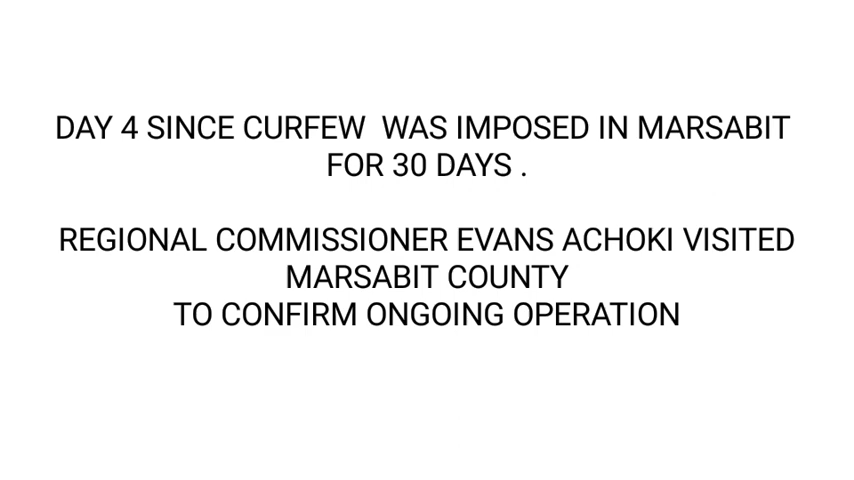 DAY 4 SINCE CURFEW  WAS IMPOSED IN MARSABIT
FOR 30 DAYS .
REGIONAL COMMISSIONER EVANS ACHOKI VISITED
MARSABIT COUNTY
TO CONFIRM ONGOING OPERATION